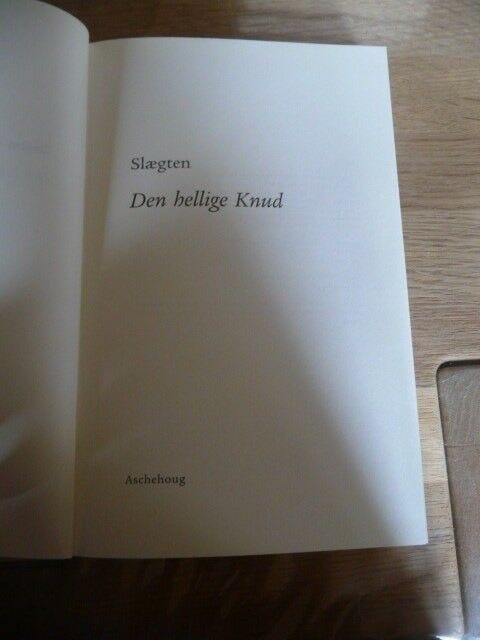 Slægten
Den hellige Knud
Aschehoug